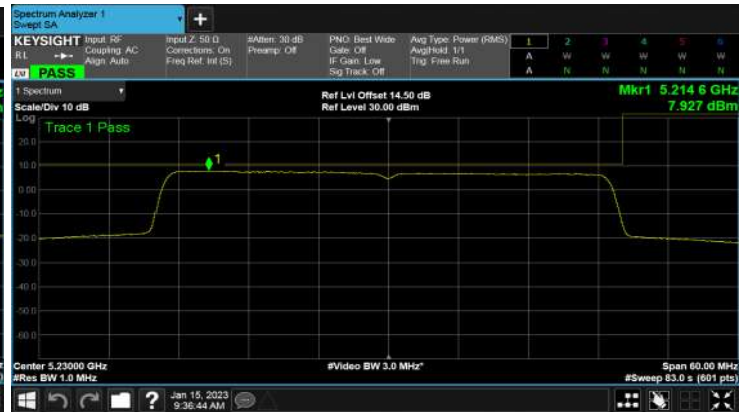 Spectrum Analyzer 1
Swept SA
+
KEYSIGHT Input: RF Input Z: 50 Ω #Atten: 30 dB PNO: Best Wide Avg Type: Power (RMS) 1 2 3 4 5 6
RL Coupling: AC Corrections: On Preamp: Off Gate: Off Avg|Hold: 1/1 A W W W W W
Align: Auto Freq Ref: Int (S) IF Gain: Low Trig: Free Run
LXI PASS Sig Track: Off A N N N N N
1 Spectrum
Ref Lvl Offset 14.50 dB Mkr1 5.214 6 GHz
Scale/Div 10 dB Ref Level 30.00 dBm 7.927 dBm
Log
Trace 1 Pass
20.0
10.0
1
0.00
-10.0
-20.0
-30.0
-40.0
-50.0
-60.0
Center 5.23000 GHz #Video BW 3.0 MHz* Span 60.00 MHz
#Res BW 1.0 MHz #Sweep 83.0 s (601 pts)
? Jan 15, 2023
9:36:44 AM